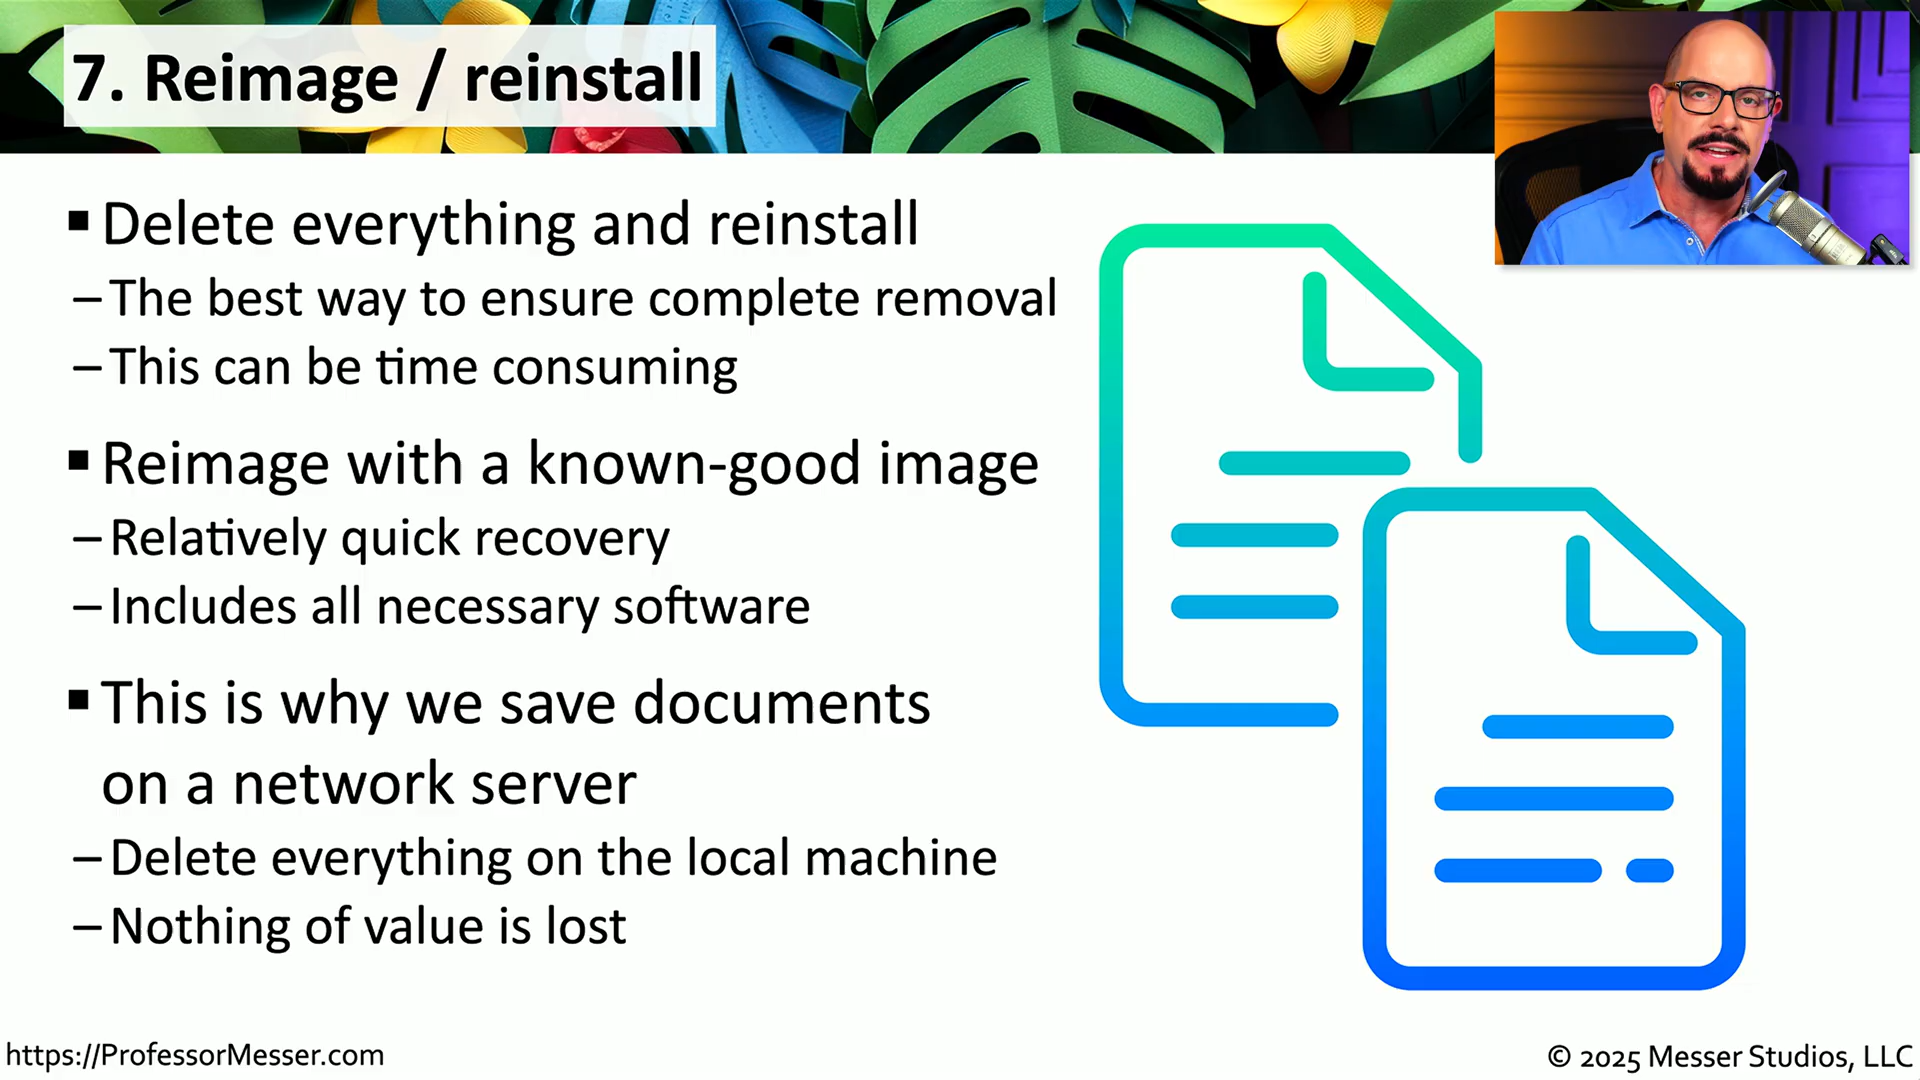 7. Reimage / reinstall
▪ Delete everything and reinstall
– The best way to ensure complete removal
– This can be time consuming
▪ Reimage with a known-good image
– Relatively quick recovery
– Includes all necessary software
▪ This is why we save documents
on a network server
– Delete everything on the local machine
– Nothing of value is lost
https://ProfessorMesser.com
© 2025 Messer Studios, LLC